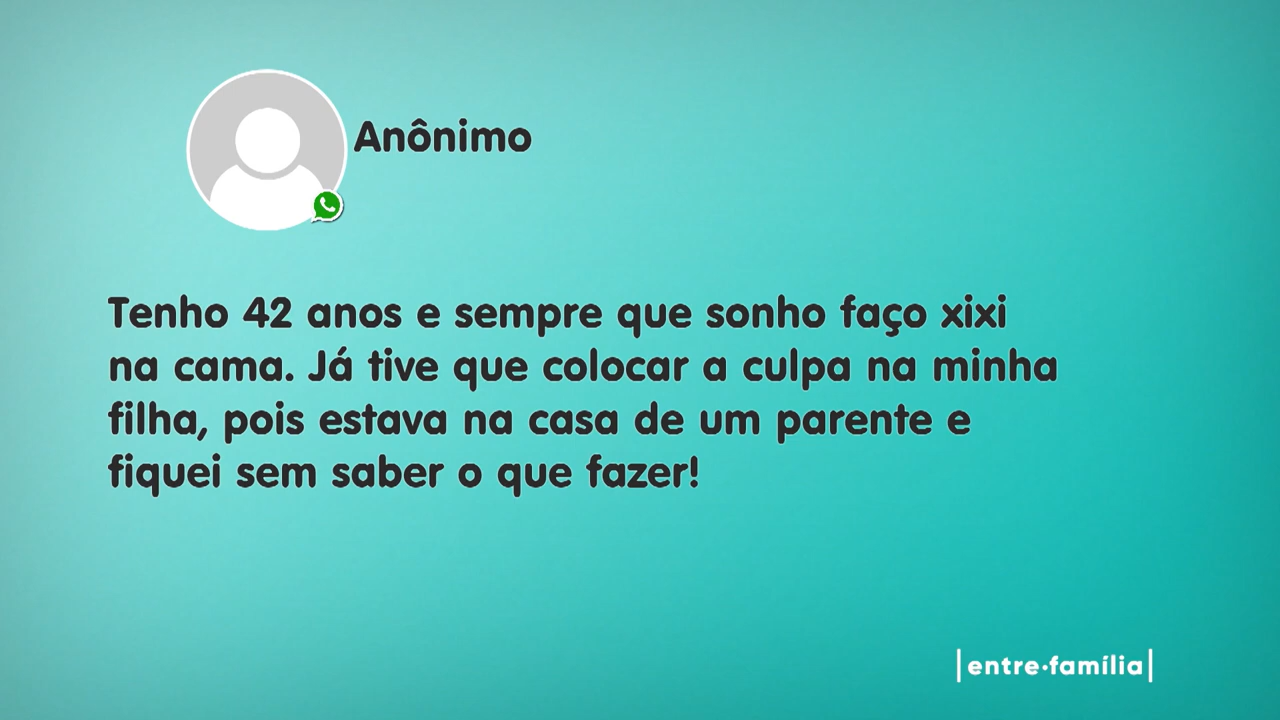 Anônimo
Tenho 42 anos e sempre que sonho faço xixi
na cama. Já tive que colocar a culpa na minha
filha, pois estava na casa de um parente e
fiquei sem saber o que fazer!
|entre·família|